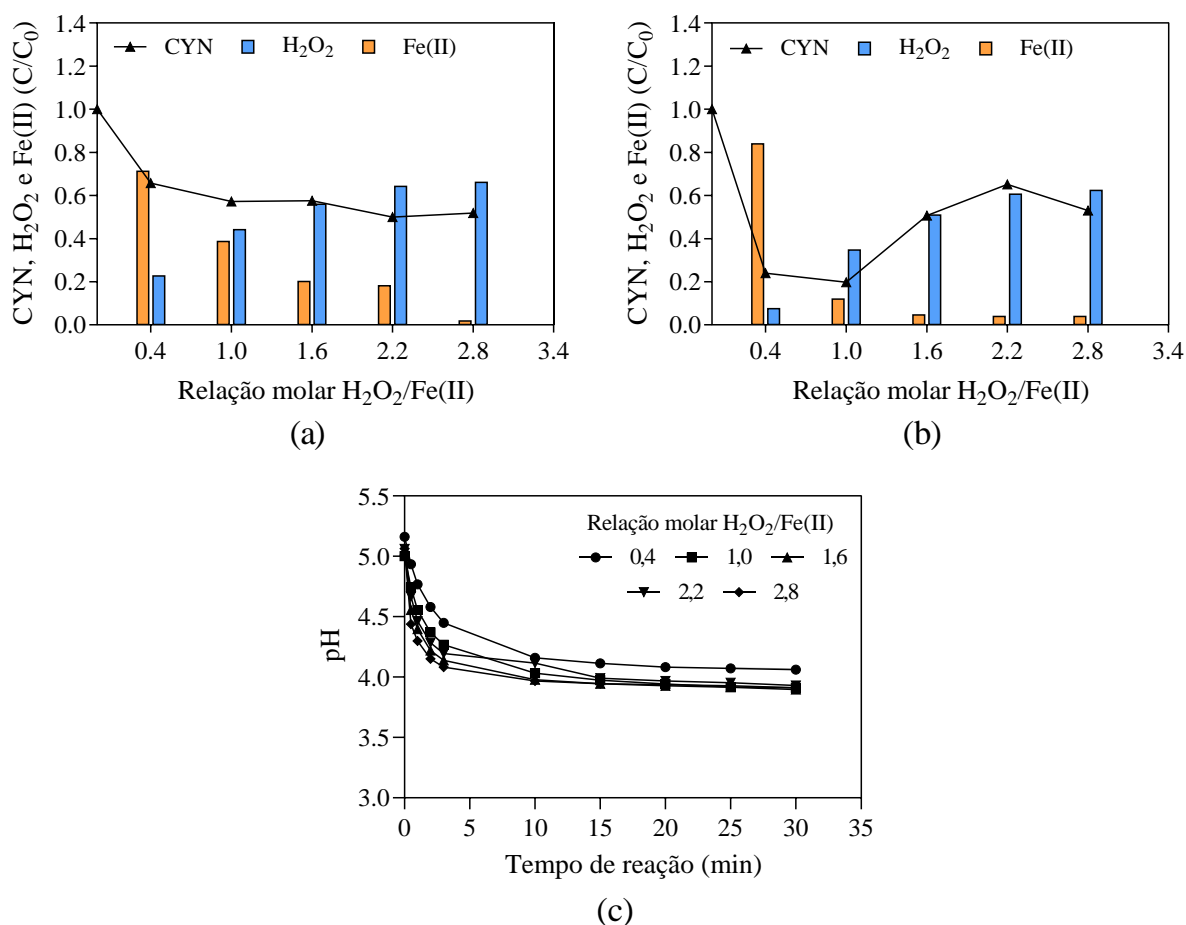 CYN, H₂O₂ e Fe(II) (C/C₀)
1.4
1.2
1.0
0.8
0.6
0.4
0.2
0.0
CYN H₂O₂ Fe(II)
0.4 1.0 1.6 2.2 2.8 3.4
Relação molar H₂O₂/Fe(II)
(a)
CYN, H₂O₂ e Fe(II) (C/C₀)
1.4
1.2
1.0
0.8
0.6
0.4
0.2
0.0
CYN H₂O₂ Fe(II)
0.4 1.0 1.6 2.2 2.8 3.4
Relação molar H₂O₂/Fe(II)
(b)
pH
5.5
5.0
4.5
4.0
3.5
3.0
Relação molar H₂O₂/Fe(II)
0,4 1,0 1,6
2,2 2,8
0 5 10 15 20 25 30 35
Tempo de reação (min)
(c)